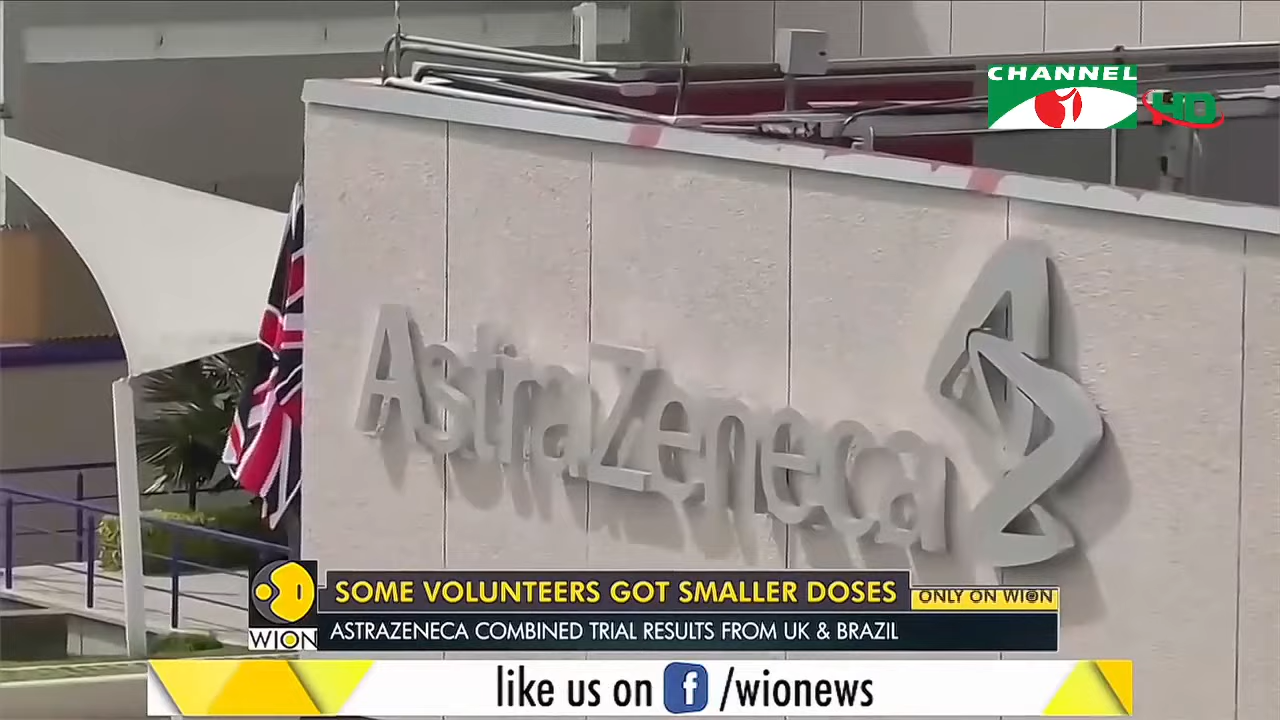 CHANNEL
i HD
AstraZeneca
SOME VOLUNTEERS GOT SMALLER DOSES
ONLY ON WION
WION
ASTRAZENECA COMBINED TRIAL RESULTS FROM UK & BRAZIL
like us on f /wionews